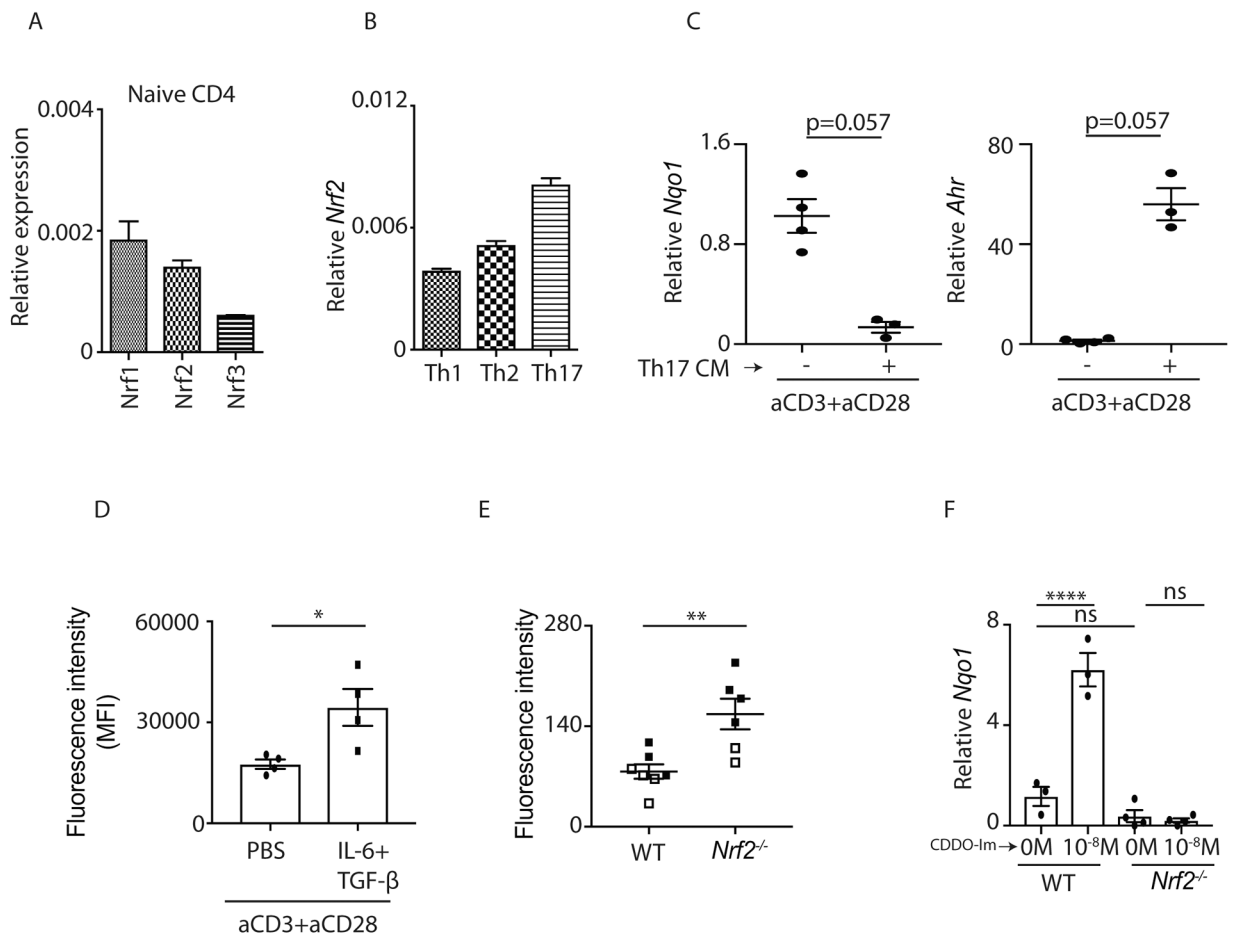 A
B
C
Naive CD4
Relative expression
0.004
0.002
0
Nrf1
Nrf2
Nrf3
Relative Nrf2
0.012
0.006
0
Th1
Th2
Th17
Relative Nqo1
1.6
0.8
0
p=0.057
Th17 CM → - +
aCD3+aCD28
Relative Ahr
80
40
0
p=0.057
- +
aCD3+aCD28
D
E
F
Fluorescence intensity
(MFI)
60000
30000
0
*
PBS
IL-6+
TGF-β
aCD3+aCD28
Fluorescence intensity
280
140
0
**
WT
Nrf2-/-
Relative Nqo1
8
4
0
****
ns
ns
CDDO-Im→ 0M 10-8M 0M 10-8M
WT
Nrf2-/-